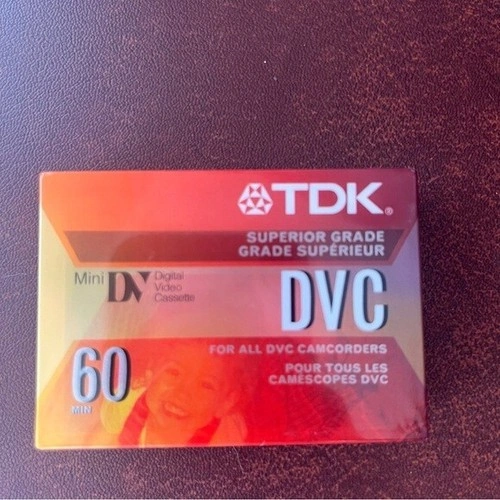 TDK®
SUPERIOR GRADE
GRADE SUPÉRIEUR
Mini DV Digital
Video
Cassette
DVC
FOR ALL DVC CAMCORDERS
POUR TOUS LES
CAMÉSCOPES DVC
60
MIN